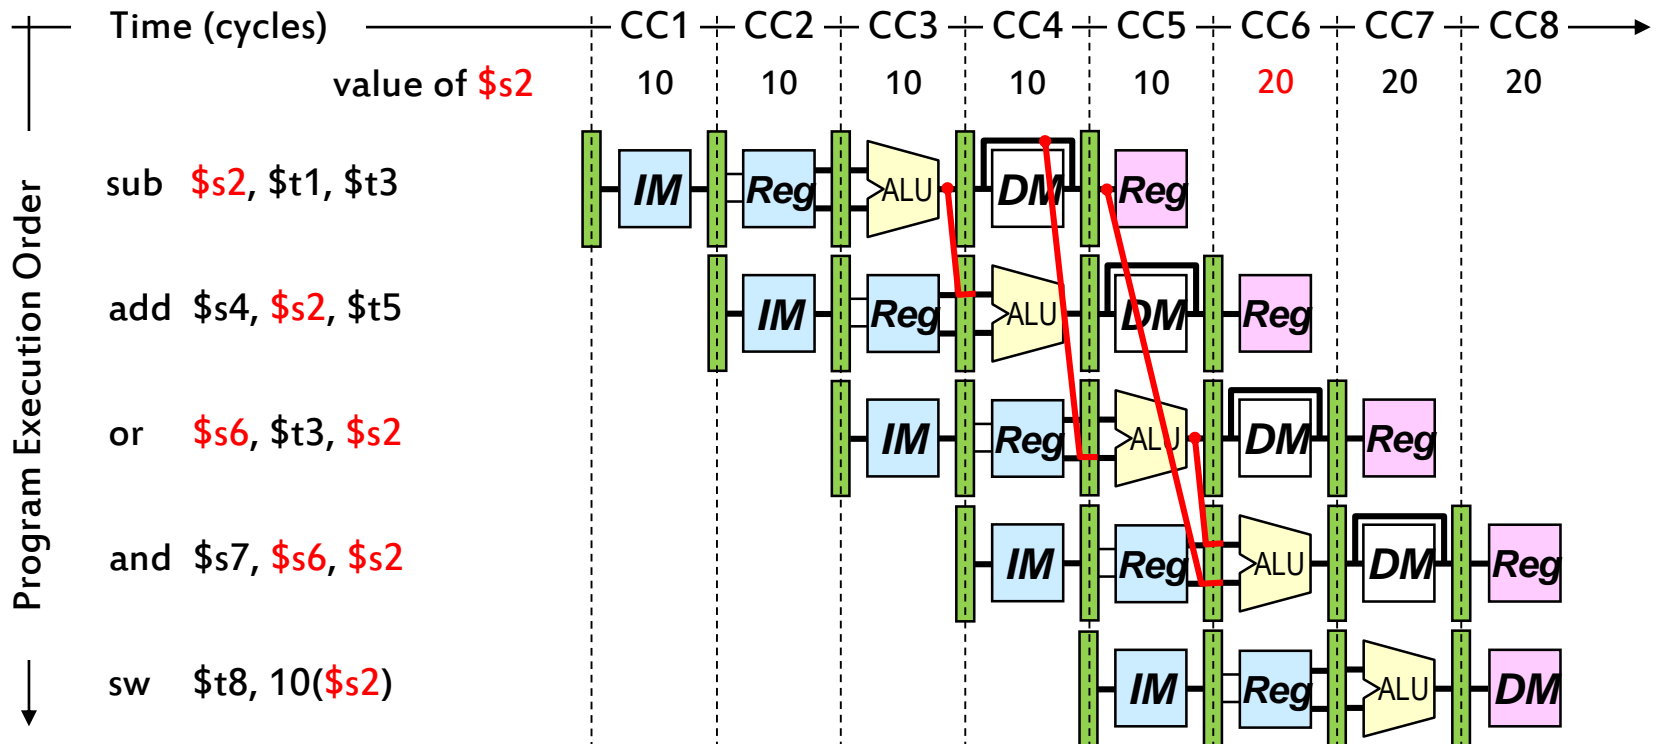 Time (cycles) CC1 CC2 CC3 CC4 CC5 CC6 CC7 CC8
value of $s2 10 10 10 10 10 20 20 20
Program Execution Order
sub $s2, $t1, $t3 IM Reg ALU DM Reg
add $s4, $s2, $t5 IM Reg ALU DM Reg
or $s6, $t3, $s2 IM Reg ALU DM Reg
and $s7, $s6, $s2 IM Reg ALU DM Reg
sw $t8, 10($s2) IM Reg ALU DM